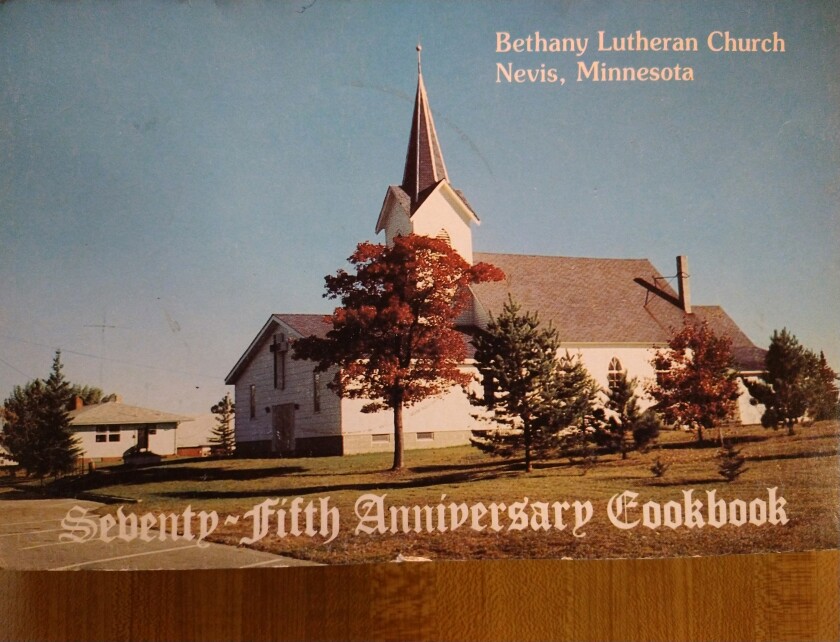 Bethany Lutheran Church
Nevis, Minnesota
Seventy-Fifth Anniversary Cookbook